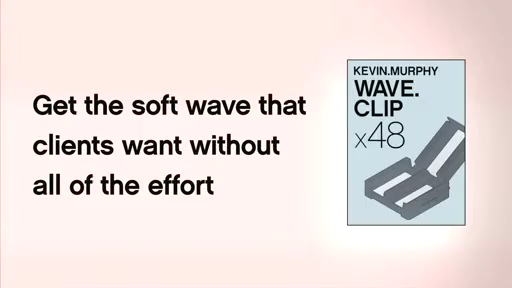 Get the soft wave that
clients want without
all of the effort
KEVIN.MURPHY
WAVE.
CLIP
x48